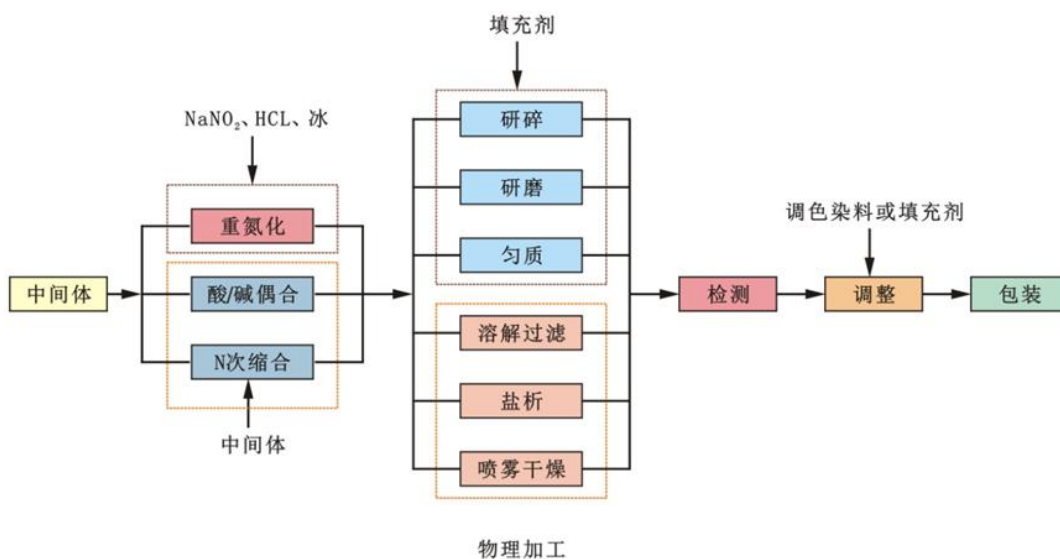 填充剂
NaNO₂、HCL、冰
研碎
研磨
重氮化
调色染料或填充剂
匀质
中间体
酸/碱偶合
检测
调整
包装
溶解过滤
N次缩合
盐析
中间体
喷雾干燥
物理加工